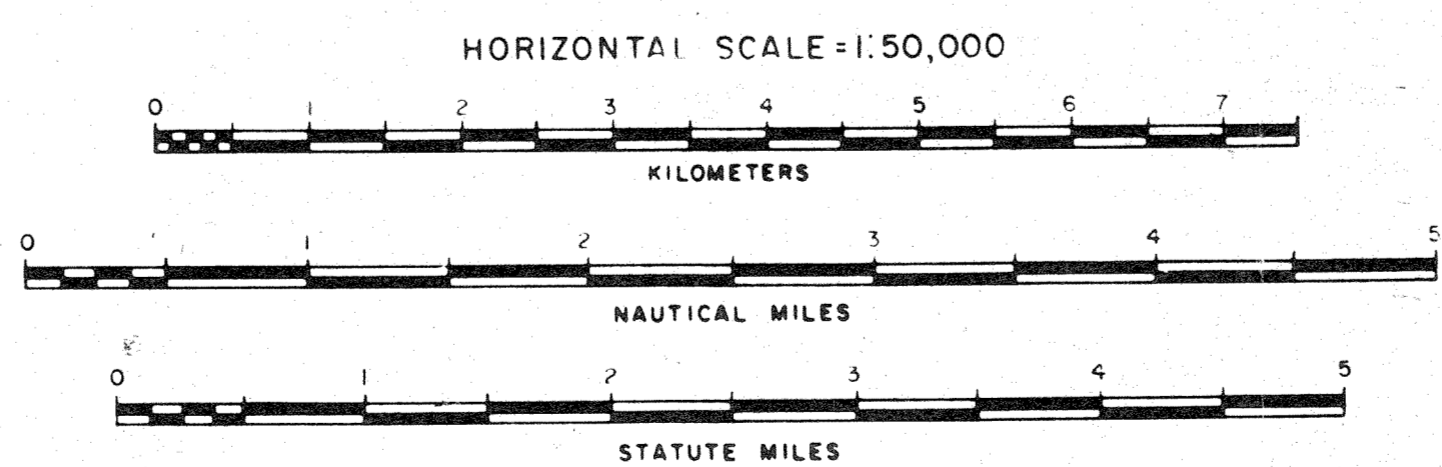 HORIZONTAL SCALE = 1:50,000
0 1 2 3 4 5 6 7
KILOMETERS
0 1 2 3 4 5
NAUTICAL MILES
0 1 2 3 4 5
STATUTE MILES